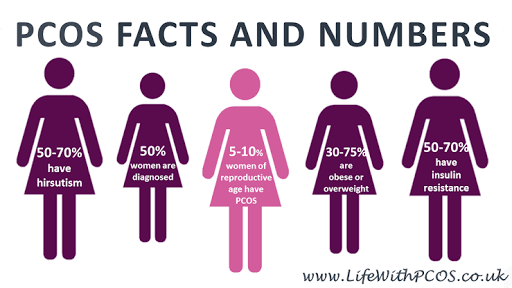 PCOS FACTS AND NUMBERS
50-70%
have
hirsutism
50%
women are
diagnosed
5-10%
women of
reproductive
age have
PCOS
30-75%
are
obese or
overweight
50-70%
have
insulin
resistance
www.LifeWithPCOS.co.uk